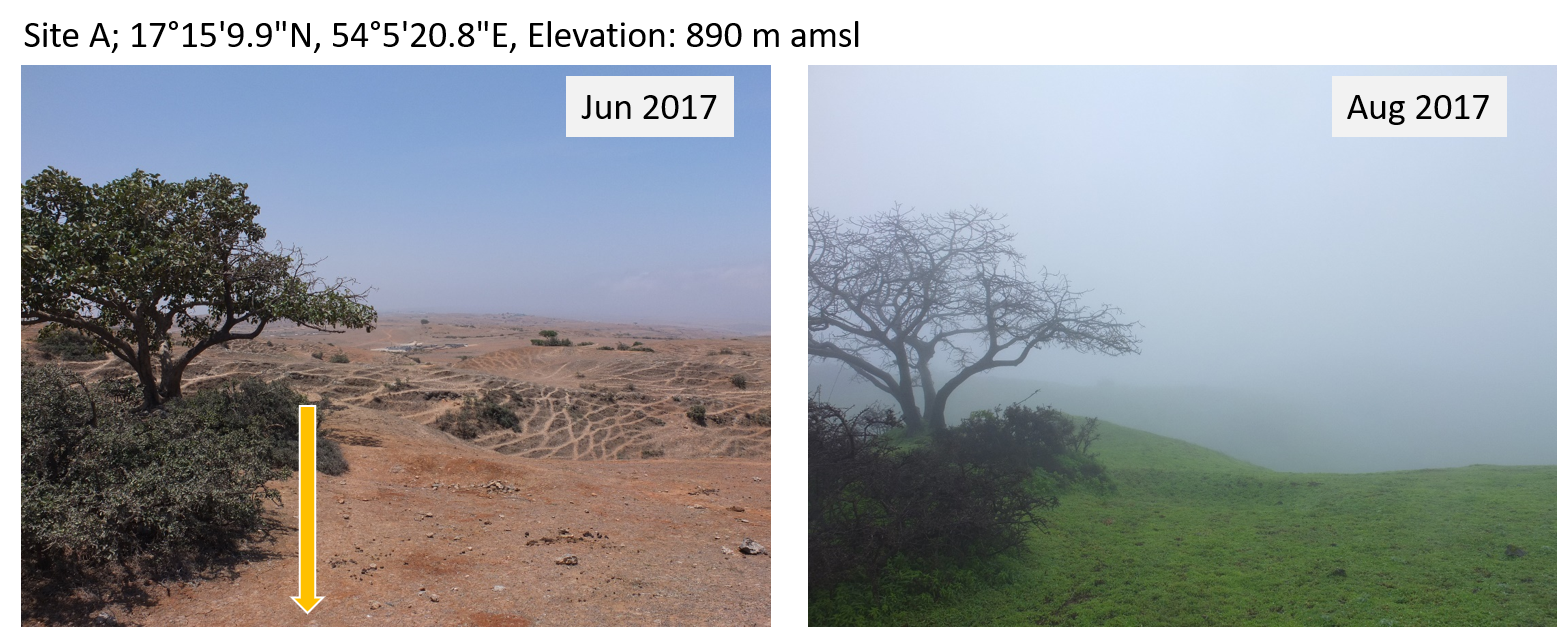 Site A; 17°15'9.9"N, 54°5'20.8"E, Elevation: 890 m amsl
Jun 2017
Aug 2017